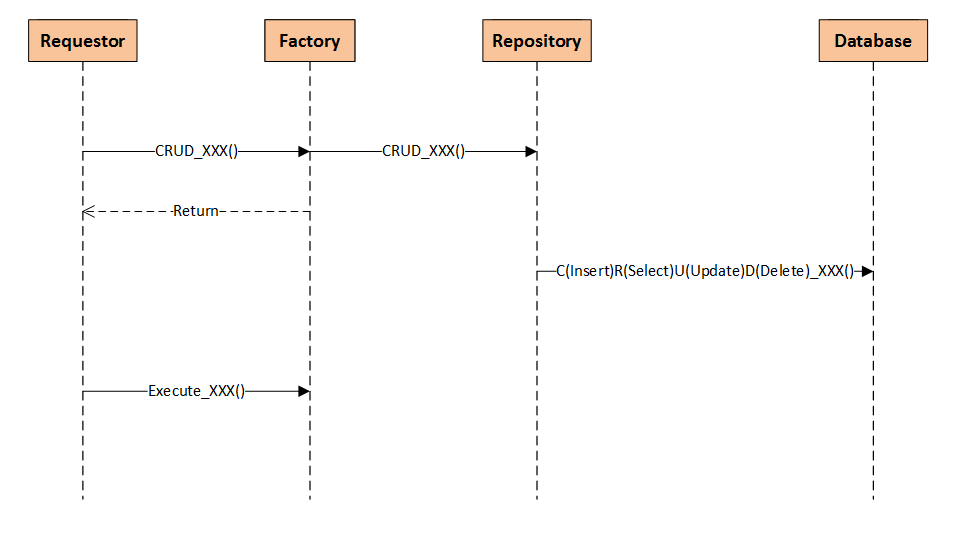 Requestor
Factory
Repository
Database
CRUD_XXX()
CRUD_XXX()
Return
C(Insert)R(Select)U(Update)D(Delete)_XXX()
Execute_XXX()